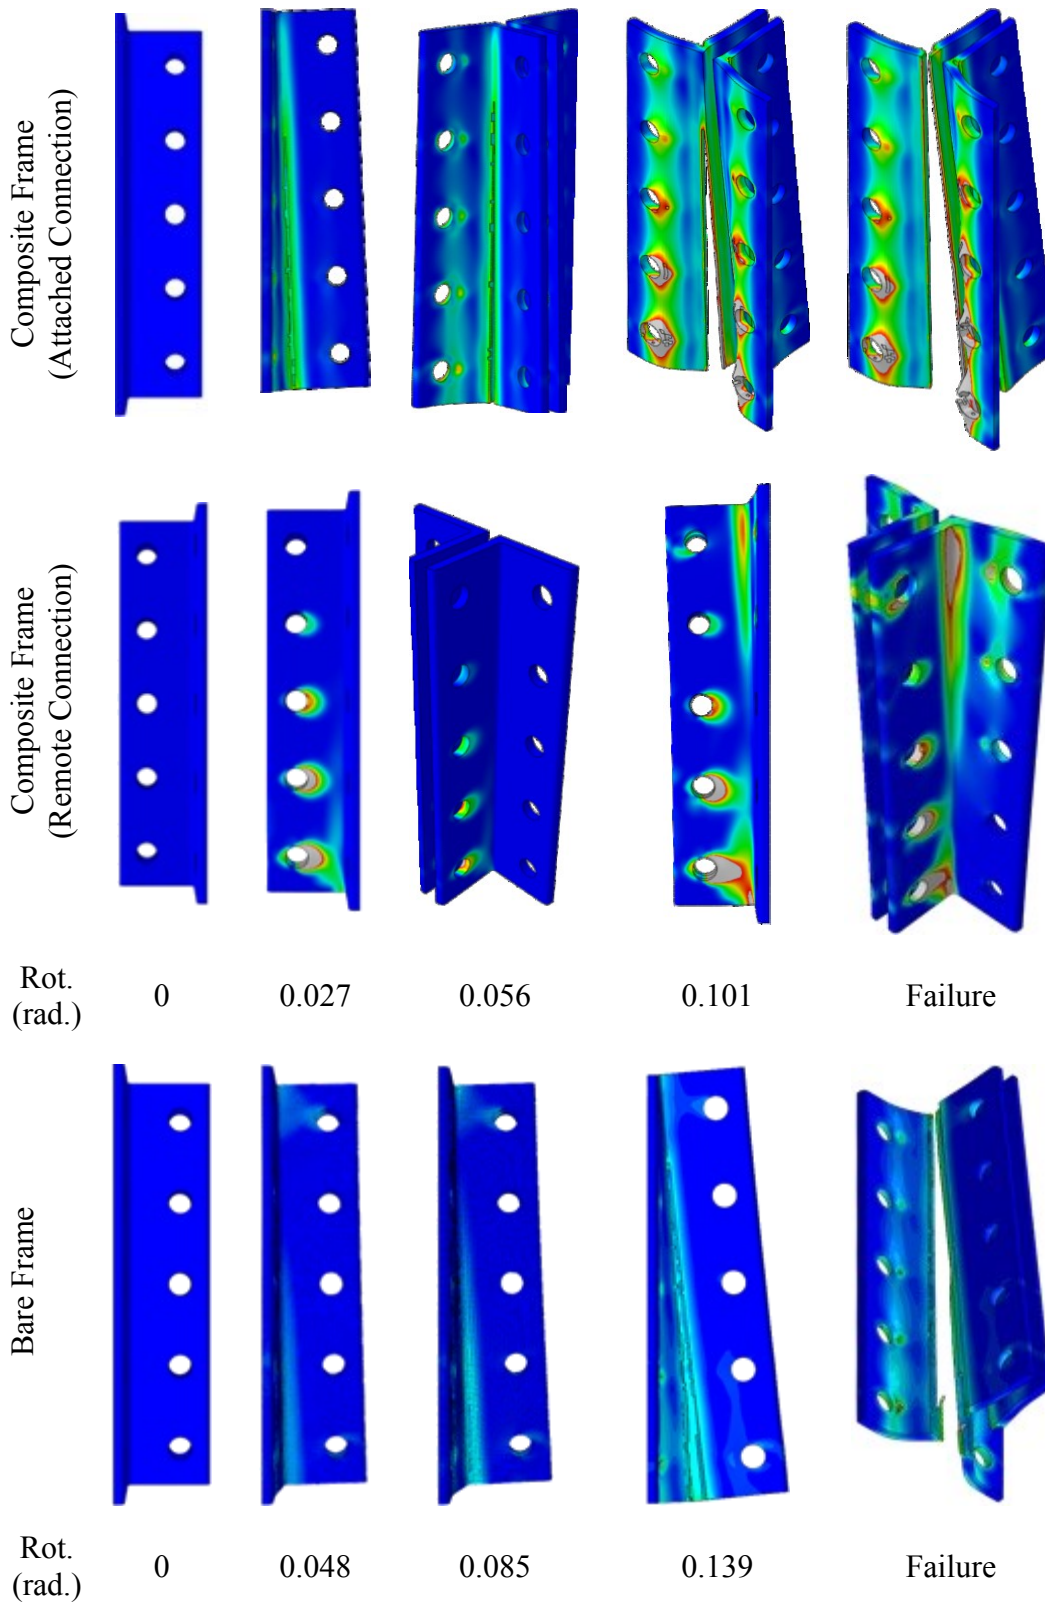 Composite Frame
(Attached Connection)
Composite Frame
(Remote Connection)
Rot.
(rad.)
0
0.027
0.056
0.101
Failure
Bare Frame
Rot.
(rad.)
0
0.048
0.085
0.139
Failure